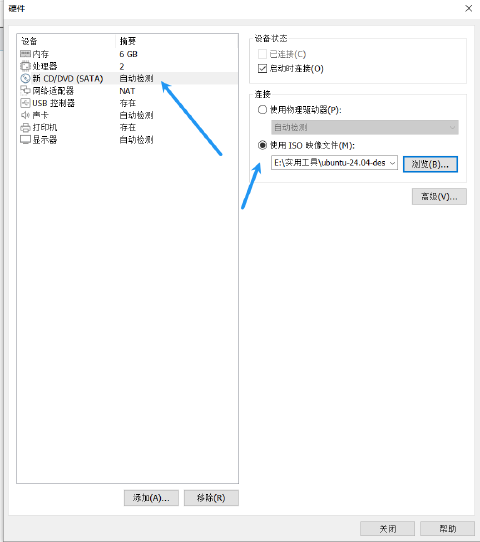 硬件
设备 摘要
内存 6 GB
处理器 2
新 CD/DVD (SATA) 自动检测
网络适配器 NAT
USB 控制器 存在
声卡 自动检测
打印机 存在
显示器 自动检测
添加(A)... 移除(R)
设备状态
已连接(C)
启动时连接(O)
连接
使用物理驱动器(P):
自动检测
使用 ISO 映像文件(M):
E:\实用工具\ubuntu-24.04-des 浏览(B)...
高级(V)...
关闭 帮助